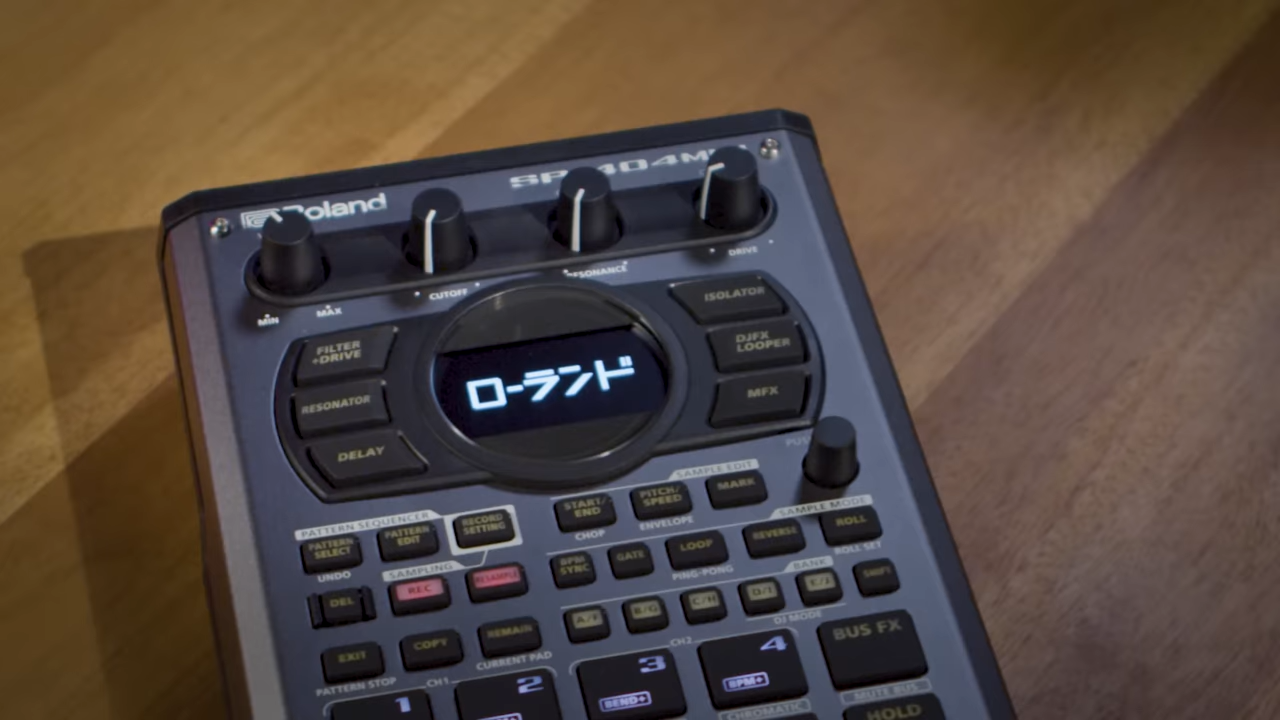 Roland
SP-404MK
MIN
MAX
CUTOFF
RESONANCE
DRIVE
FILTER
+DRIVE
RESONATOR
DELAY
ローランド
ISOLATOR
DJFX
LOOPER
MFX
PUSH
SAMPLE EDIT
START/
END
PITCH/
SPEED
MARK
CHOP
ENVELOPE
SAMPLE MODE
PATTERN SEQUENCER
PATTERN
SELECT
PATTERN
EDIT
RECORD
SETTING
UNDO
BPM
SYNC
GATE
LOOP
REVERSE
ROLL
PING-PONG
ROLL SET
SAMPLING
DEL
REC
RESAMPLE
BANK
A/F
B/G
C/H
D/I
E/J
SHIFT
DJ MODE
EXIT
COPY
REMAIN
PATTERN STOP
CURRENT PAD
CH1
CH2
1
2
3
BEND+
4
BPM+
BUS FX
MUTE BUS
CHROMATIC
HOLD